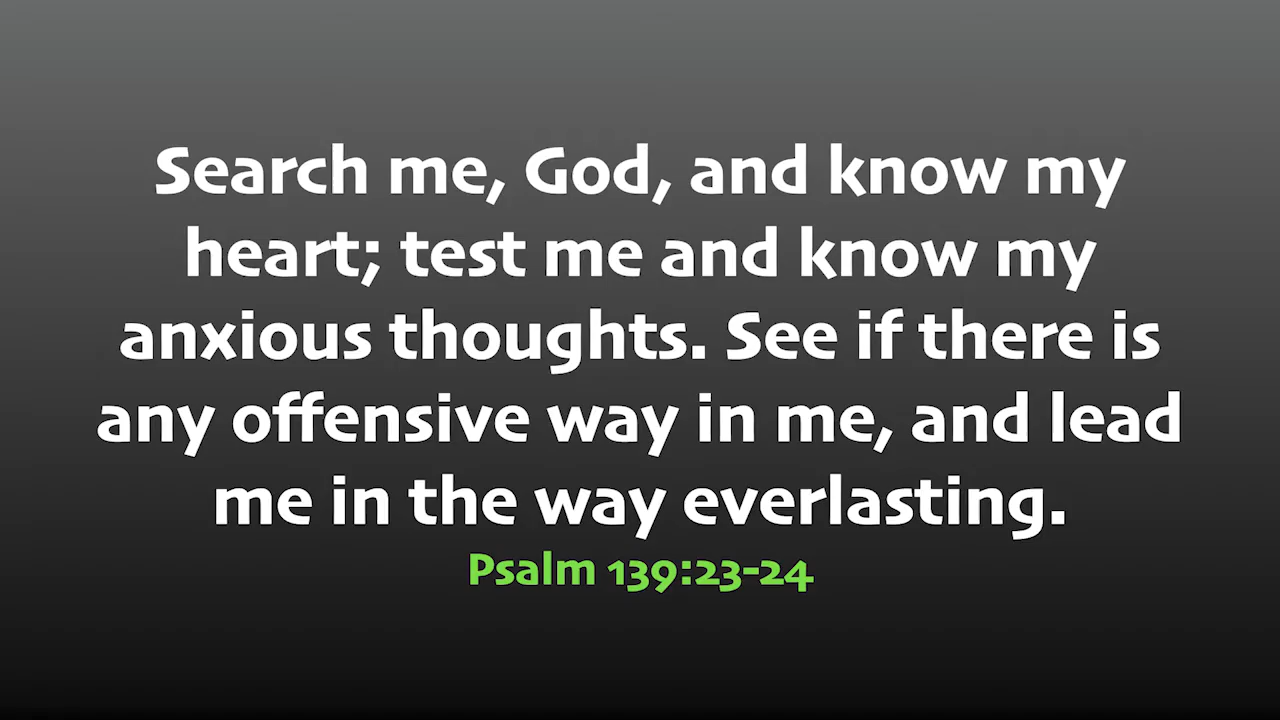 Search me, God, and know my
heart; test me and know my
anxious thoughts. See if there is
any offensive way in me, and lead
me in the way everlasting.
Psalm 139:23-24